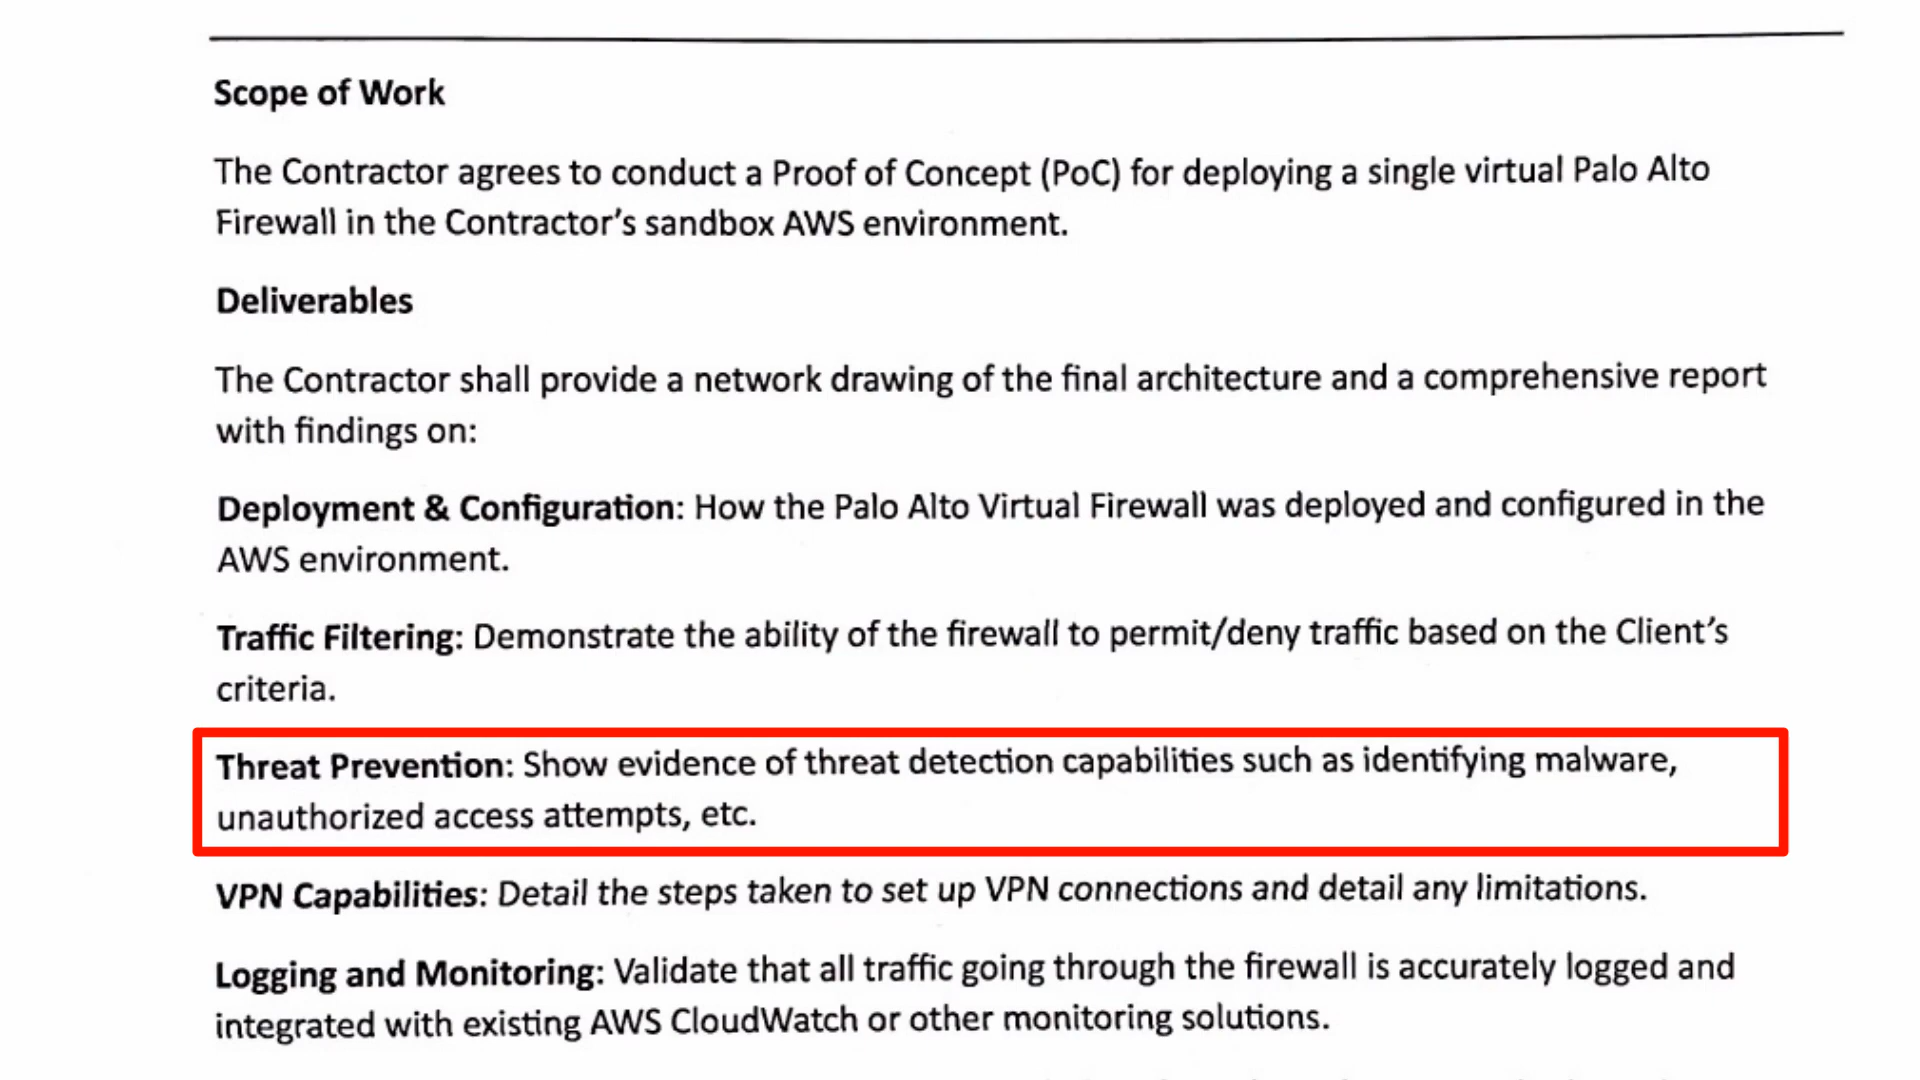 Scope of Work
The Contractor agrees to conduct a Proof of Concept (PoC) for deploying a single virtual Palo Alto
Firewall in the Contractor's sandbox AWS environment.
Deliverables
The Contractor shall provide a network drawing of the final architecture and a comprehensive report
with findings on:
Deployment & Configuration: How the Palo Alto Virtual Firewall was deployed and configured in the
AWS environment.
Traffic Filtering: Demonstrate the ability of the firewall to permit/deny traffic based on the Client's
criteria.
Threat Prevention: Show evidence of threat detection capabilities such as identifying malware,
unauthorized access attempts, etc.
VPN Capabilities: Detail the steps taken to set up VPN connections and detail any limitations.
Logging and Monitoring: Validate that all traffic going through the firewall is accurately logged and
integrated with existing AWS CloudWatch or other monitoring solutions.